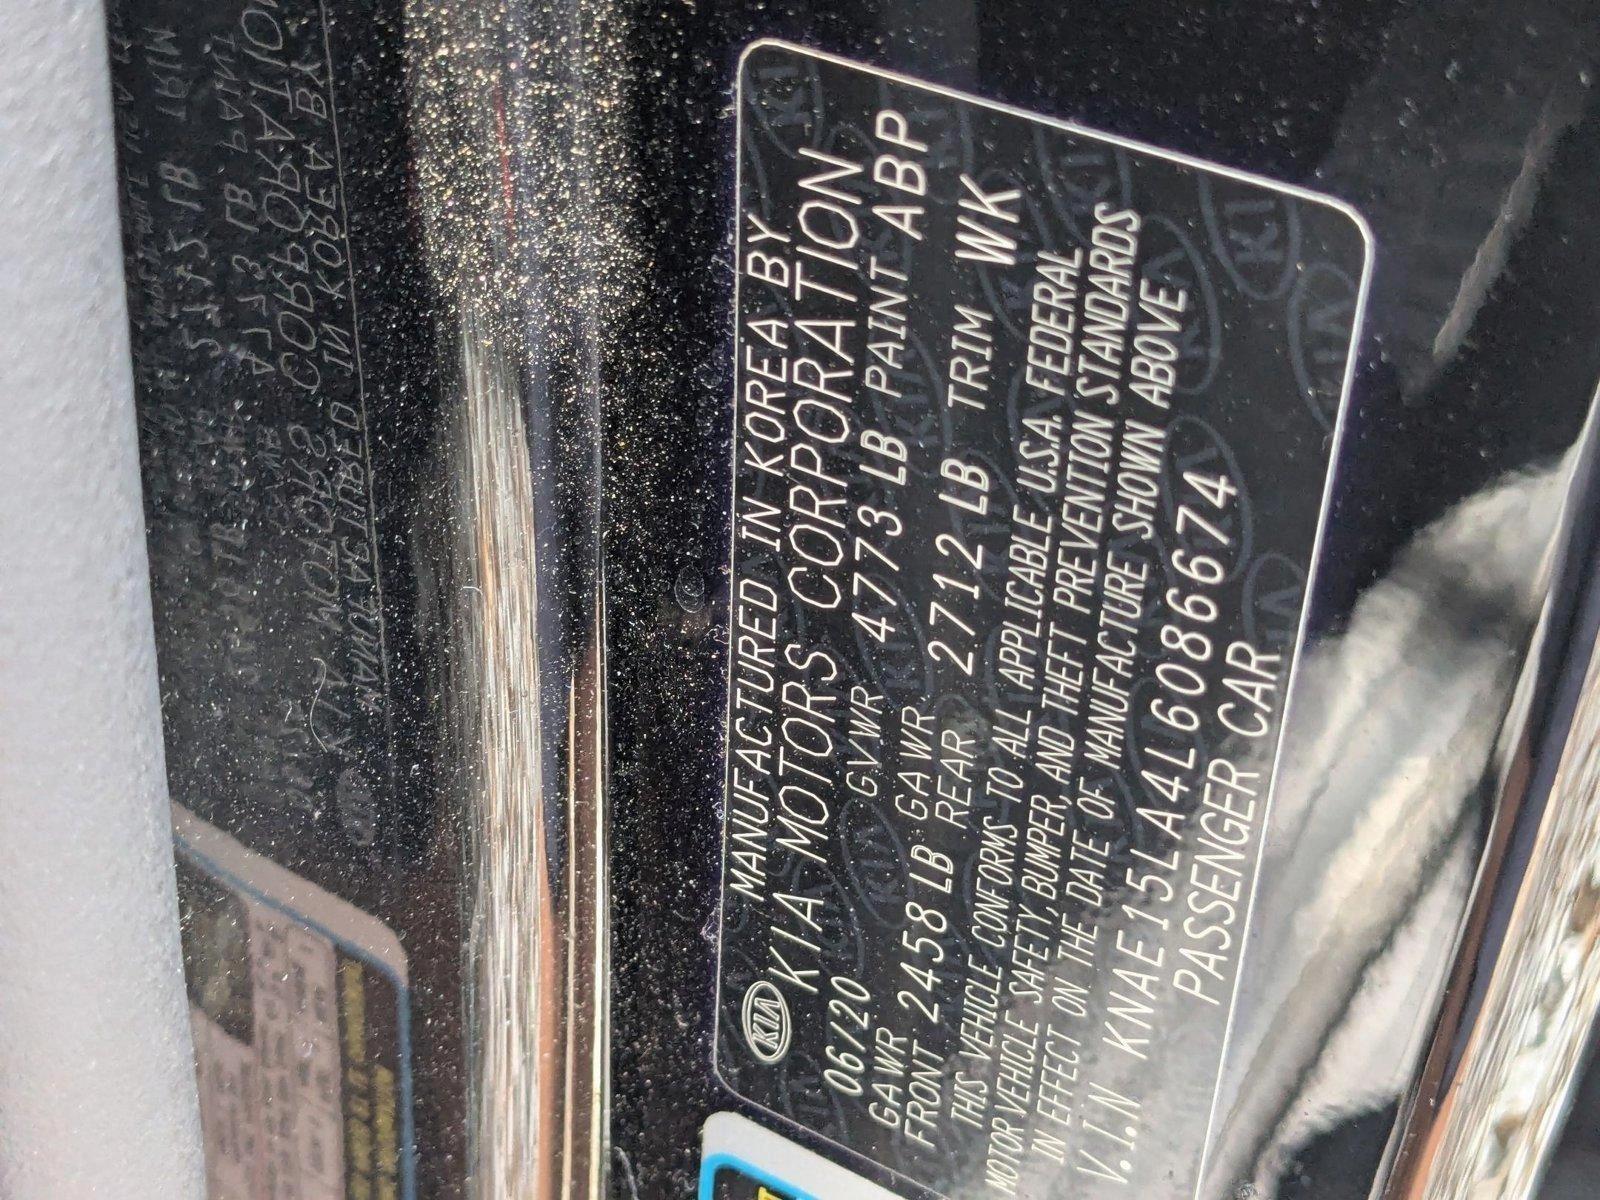 KIA MANUFACTURED IN KOREA BY
KIA MOTORS CORPORATION
06/20 GVWR 4773 LB PAINT ABP
GAWR
FRONT 2458 LB GAWR
REAR 2712 LB TRIM WK
THIS VEHICLE CONFORMS TO ALL APPLICABLE U.S.A. FEDERAL
MOTOR VEHICLE SAFETY, BUMPER, AND THEFT PREVENTION STANDARDS
IN EFFECT ON THE DATE OF MANUFACTURE SHOWN ABOVE
V.I.N KNAE15LA4L6086674
PASSENGER CAR